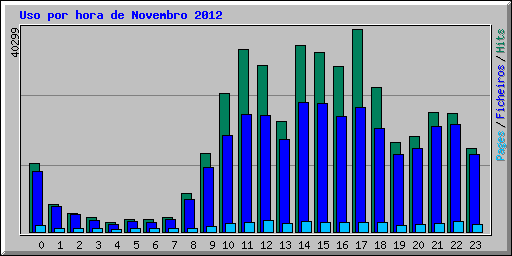 Uso por hora de Novembro 2012
40299
Pages / Ficheiros / Hits
0 1 2 3 4 5 6 7 8 9 10 11 12 13 14 15 16 17 18 19 20 21 22 23